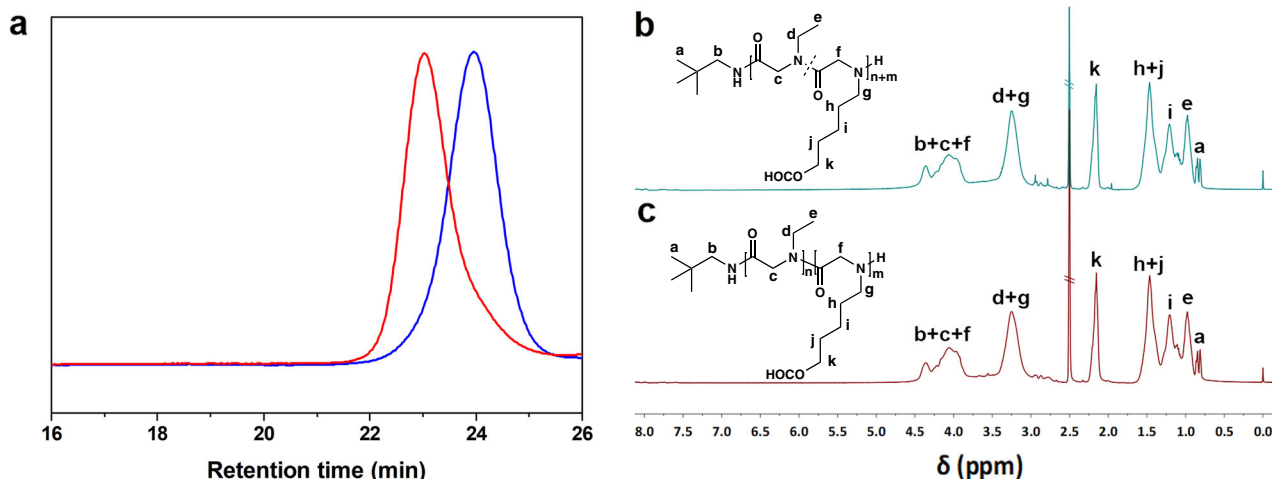 a
16
18
20
22
24
26
Retention time (min)
b
a
b
NH
O
c
N
d
e
O
f
N
H
n+m
g
h
i
j
k
HOCO
b+c+f
d+g
k
h+j
i
e
a
c
a
b
NH
O
c
N
n
d
e
O
f
N
H
m
g
h
i
j
k
HOCO
b+c+f
d+g
k
h+j
i
e
a
8.0 7.5 7.0 6.5 6.0 5.5 5.0 4.5 4.0 3.5 3.0 2.5 2.0 1.5 1.0 0.5 0.0
δ (ppm)